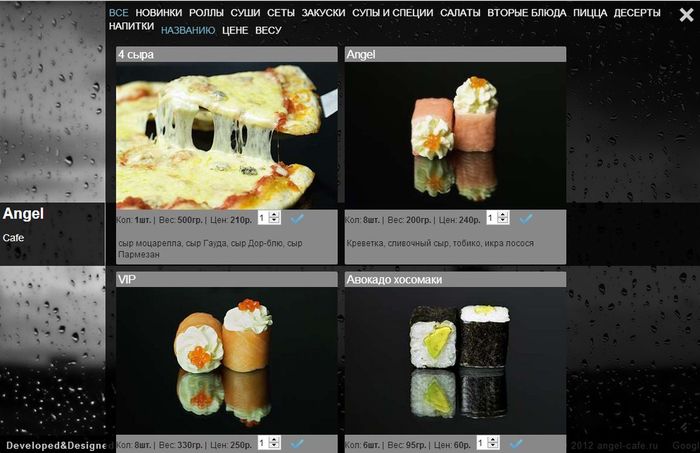 ВСЕ НОВИНКИ РОЛЛЫ СУШИ СЕТЫ ЗАКУСКИ СУПЫ И СПЕЦИИ САЛАТЫ ВТОРЫЕ БЛЮДА ПИЦЦА ДЕСЕРТЫ
НАПИТКИ НАЗВАНИЮ ЦЕНЕ ВЕСУ
4 сыра
Angel
Кол: 1шт. | Вес: 500гр. | Цен: 210р. 1
Кол: 8шт. | Вес: 200гр. | Цен: 240р. 1
сыр моцарелла, сыр Гауда, сыр Дор-блю, сыр
Пармезан
Креветка, сливочный сыр, тобико, икра лосося
Angel
Cafe
VIP
Авокадо хосомаки
Кол: 8шт. | Вес: 330гр. | Цен: 250р. 1
Кол: 6шт. | Вес: 95гр. | Цен: 60р. 1
Developed&Designe
2012 angel-cafe.ru Googl